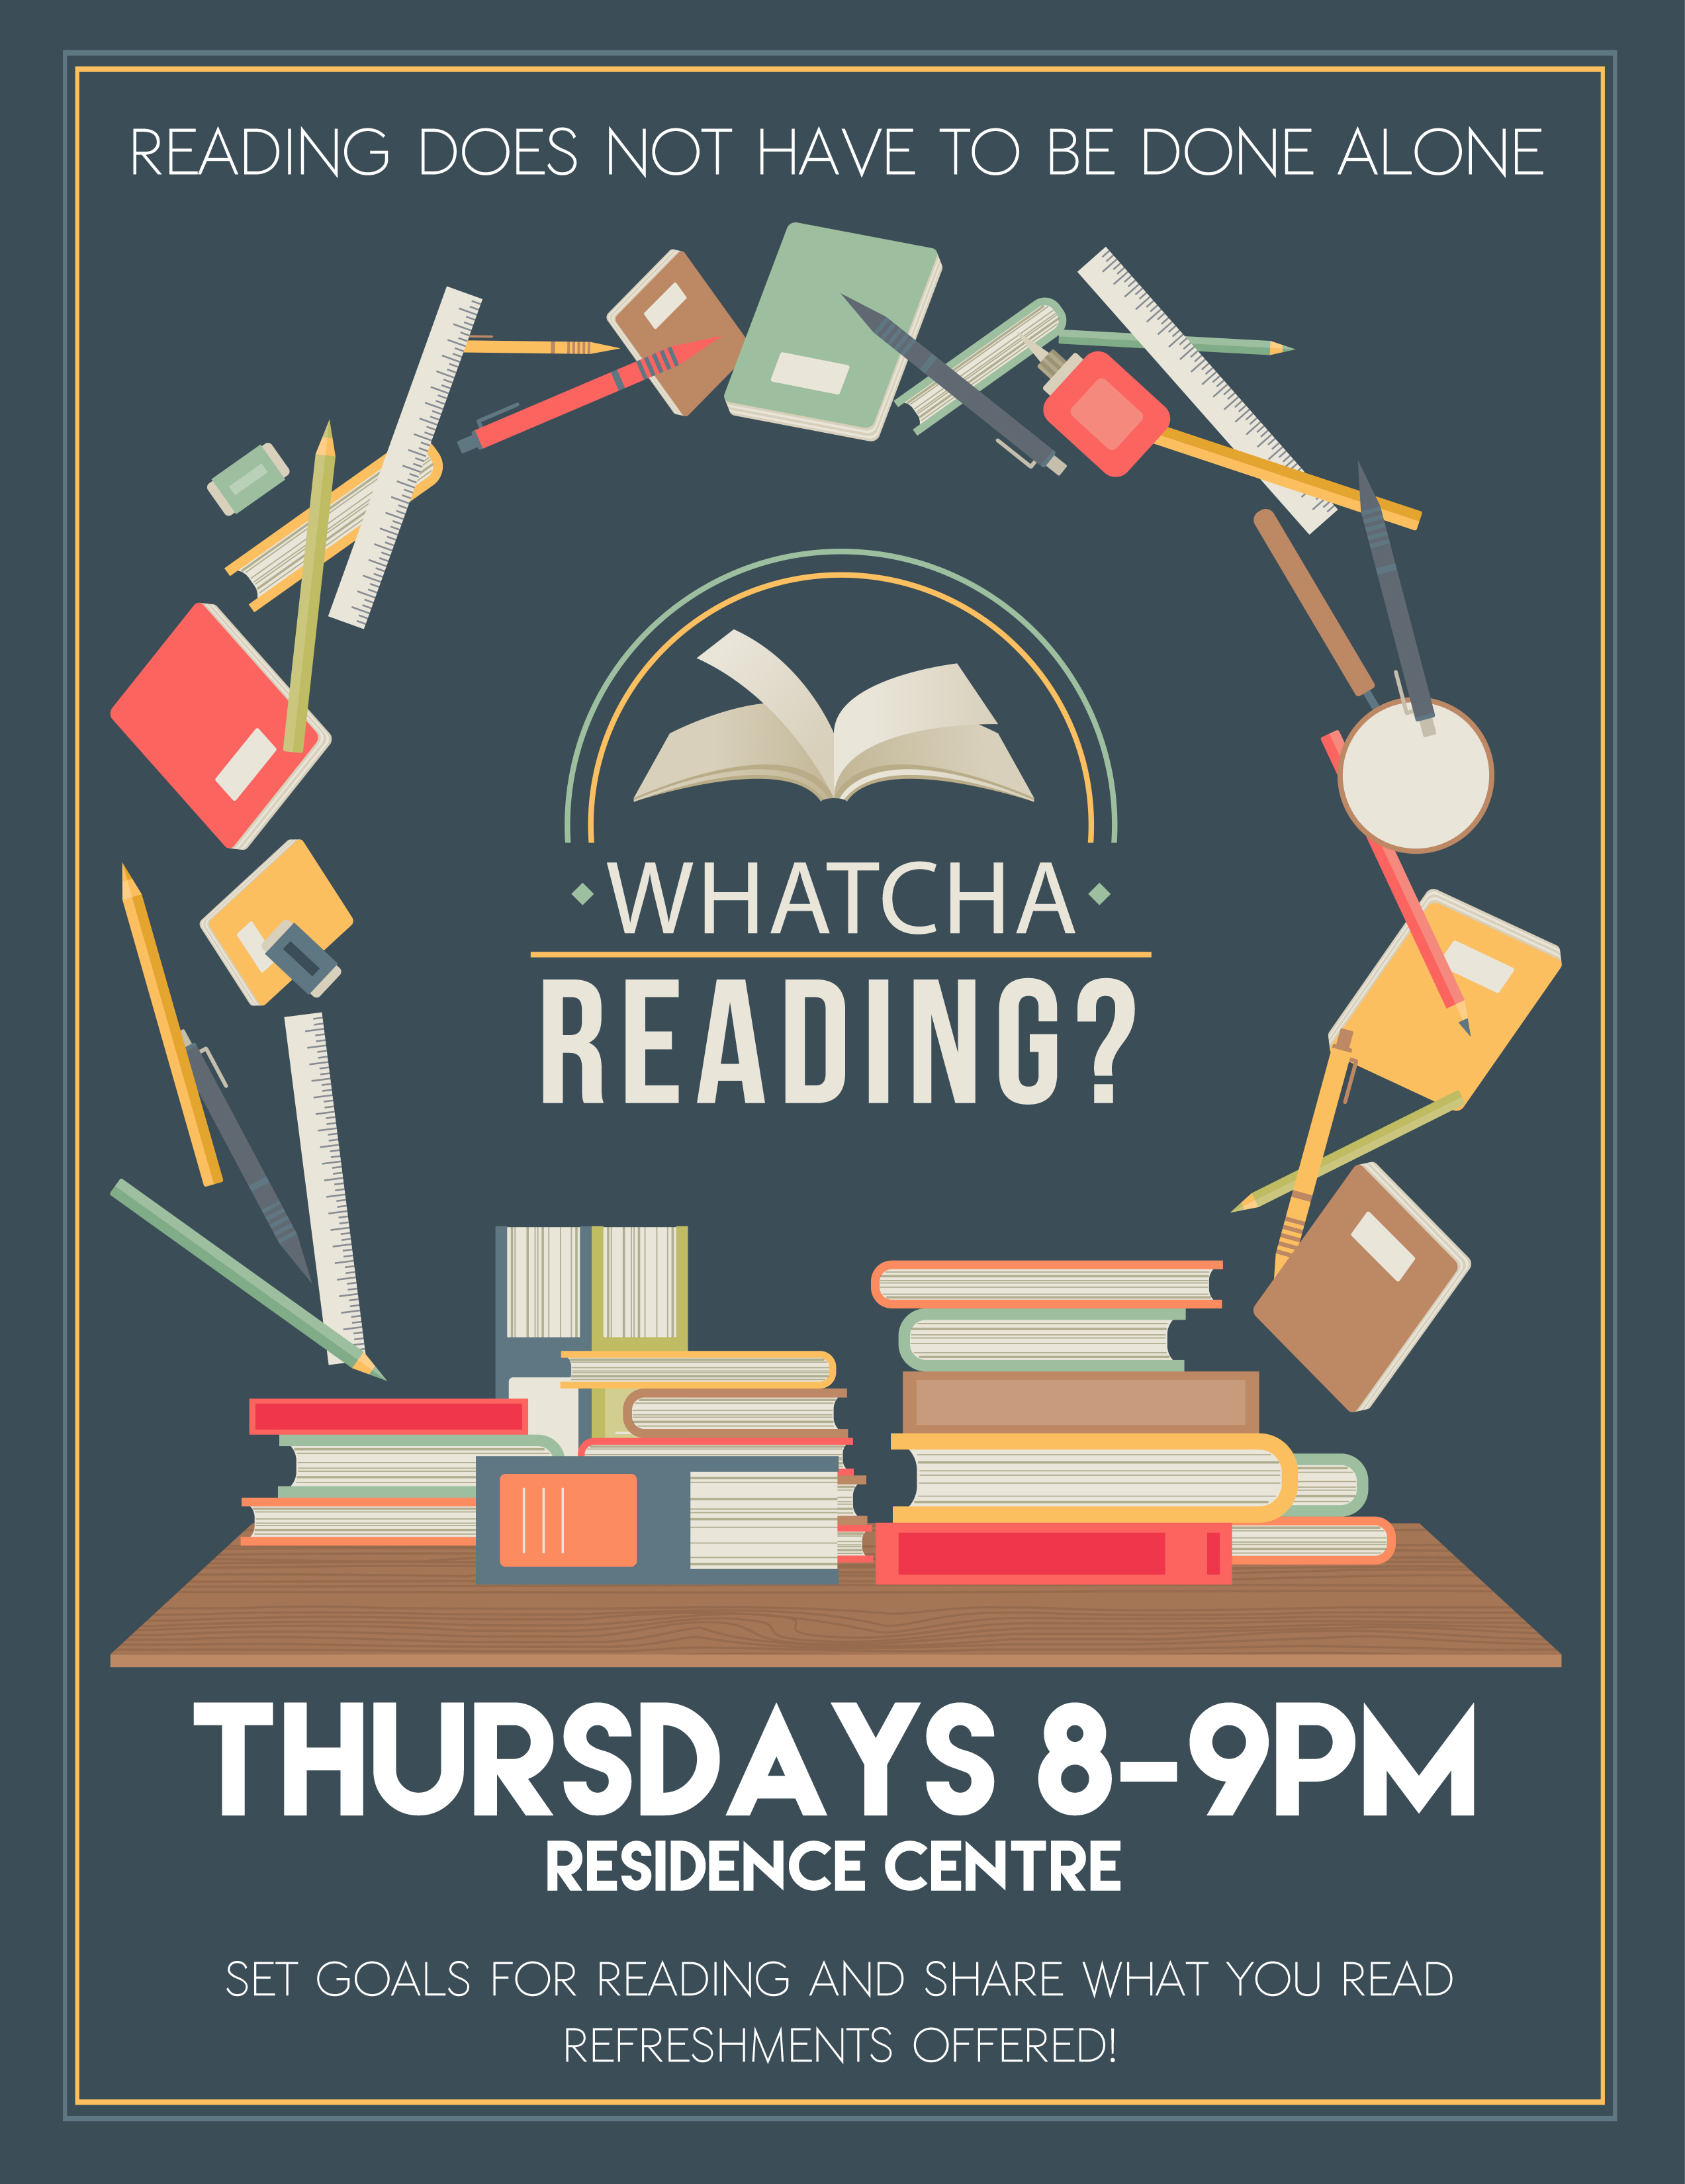 READING DOES NOT HAVE TO BE DONE ALONE
WHATCHA
READING?
THURSDAYS 8-9PM
RESIDENCE CENTRE
SET GOALS FOR READING AND SHARE WHAT YOU READ
REFRESHMENTS OFFERED!